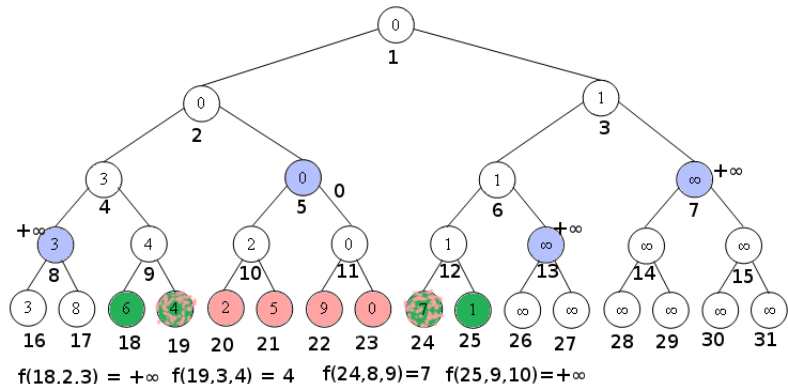 0
1
0 1
2 3
3 0 0 1 ∞ +∞
4 5 6 7
+∞ 3 4 2 0 1 ∞ +∞ ∞ ∞
8 9 10 11 12 13 14 15
3 8 6 4 2 5 9 0 7 1 ∞ ∞ ∞ ∞ ∞ ∞
16 17 18 19 20 21 22 23 24 25 26 27 28 29 30 31
f(18,2,3) = +∞ f(19,3,4) = 4 f(24,8,9)=7 f(25,9,10)=+∞